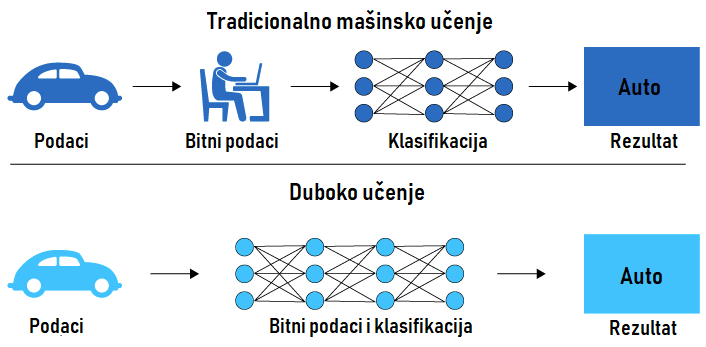 Tradicionalno mašinsko učenje
Auto
Podaci
Bitni podaci
Klasifikacija
Rezultat
Duboko učenje
Auto
Podaci
Bitni podaci i klasifikacija
Rezultat